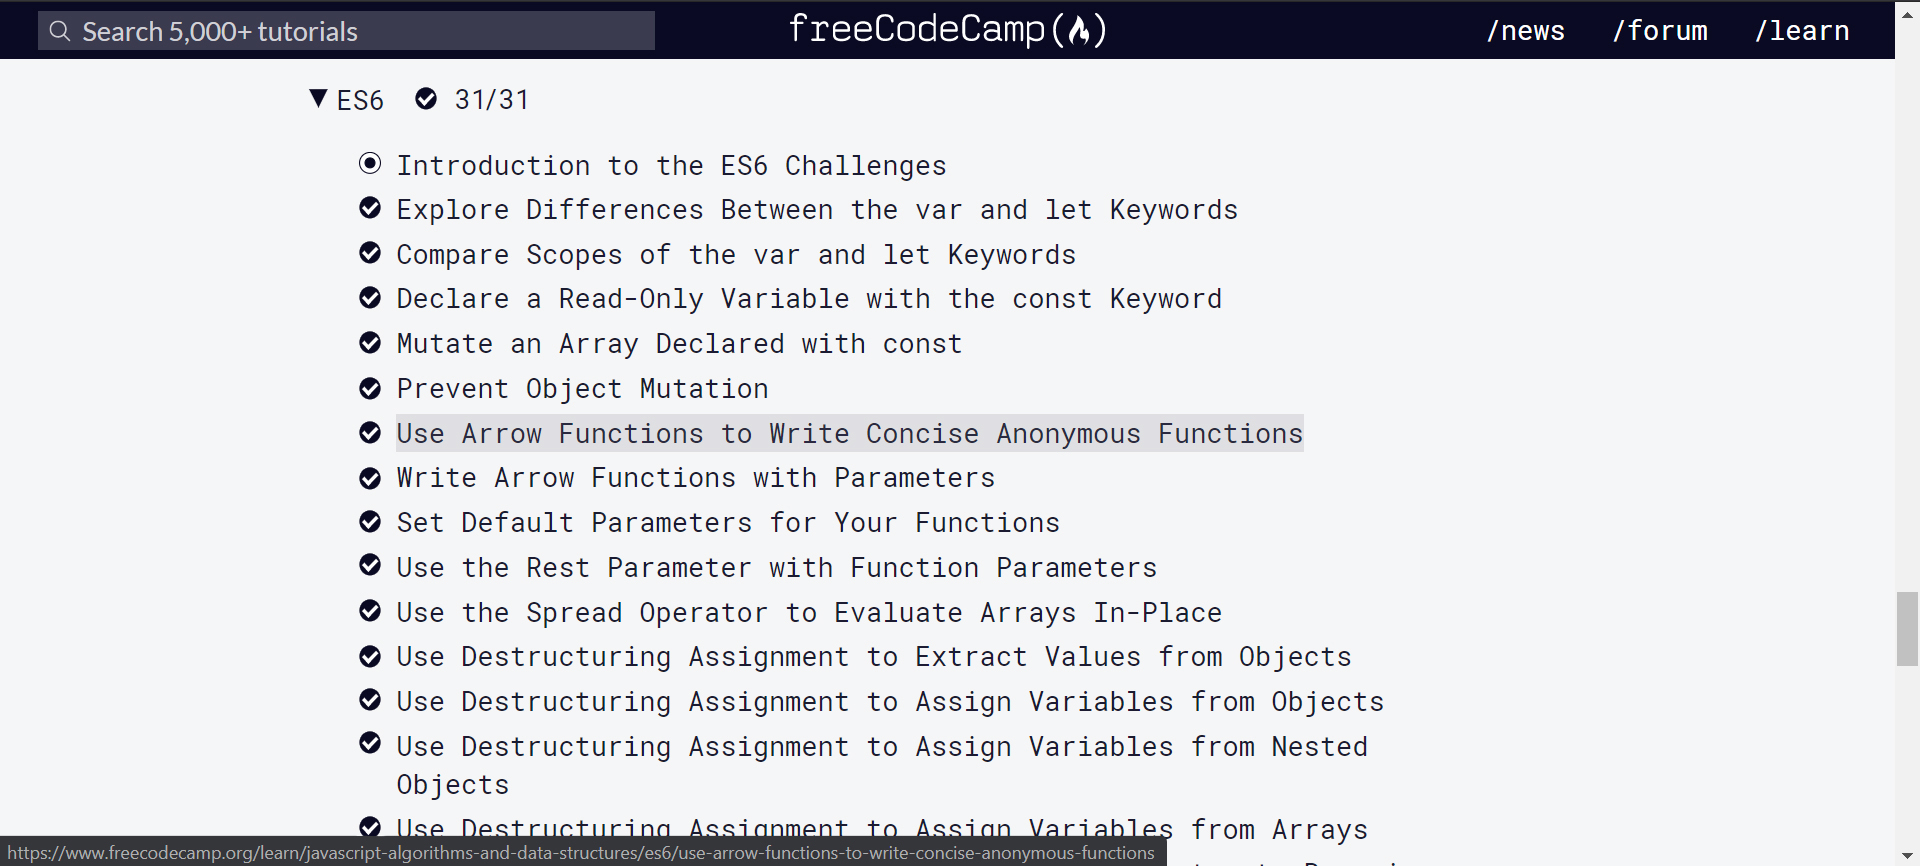 Search 5,000+ tutorials
freeCodeCamp
/news
/forum
/learn
ES6 31/31
Introduction to the ES6 Challenges
Explore Differences Between the var and let Keywords
Compare Scopes of the var and let Keywords
Declare a Read-Only Variable with the const Keyword
Mutate an Array Declared with const
Prevent Object Mutation
Use Arrow Functions to Write Concise Anonymous Functions
Write Arrow Functions with Parameters
Set Default Parameters for Your Functions
Use the Rest Parameter with Function Parameters
Use the Spread Operator to Evaluate Arrays In-Place
Use Destructuring Assignment to Extract Values from Objects
Use Destructuring Assignment to Assign Variables from Objects
Use Destructuring Assignment to Assign Variables from Nested
Objects
Use Destructuring Assignment to Assign Variables from Arrays
https://www.freecodecamp.org/learn/javascript-algorithms-and-data-structures/es6/use-arrow-functions-to-write-concise-anonymous-functions